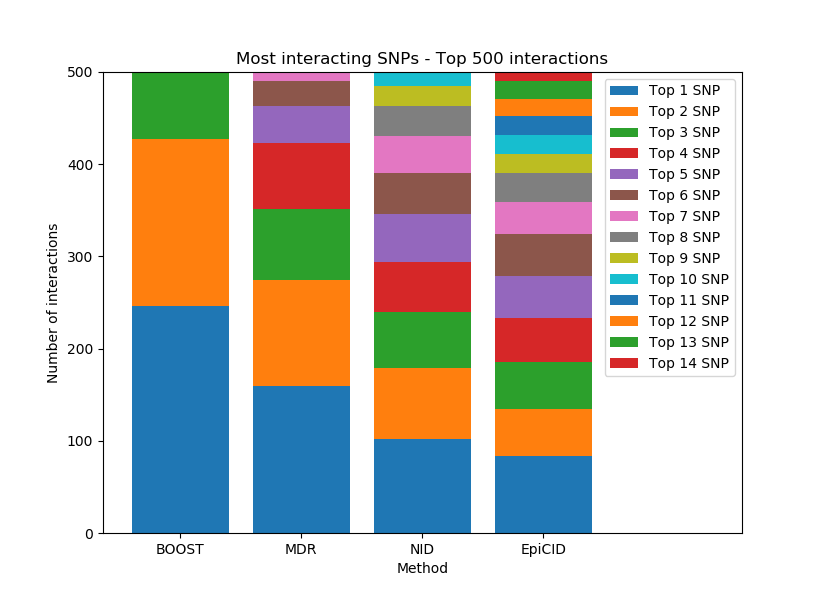 Most interacting SNPs - Top 500 interactions
Number of interactions
500
400
300
200
100
0
BOOST
MDR
NID
EpiCID
Method
Top 1 SNP
Top 2 SNP
Top 3 SNP
Top 4 SNP
Top 5 SNP
Top 6 SNP
Top 7 SNP
Top 8 SNP
Top 9 SNP
Top 10 SNP
Top 11 SNP
Top 12 SNP
Top 13 SNP
Top 14 SNP